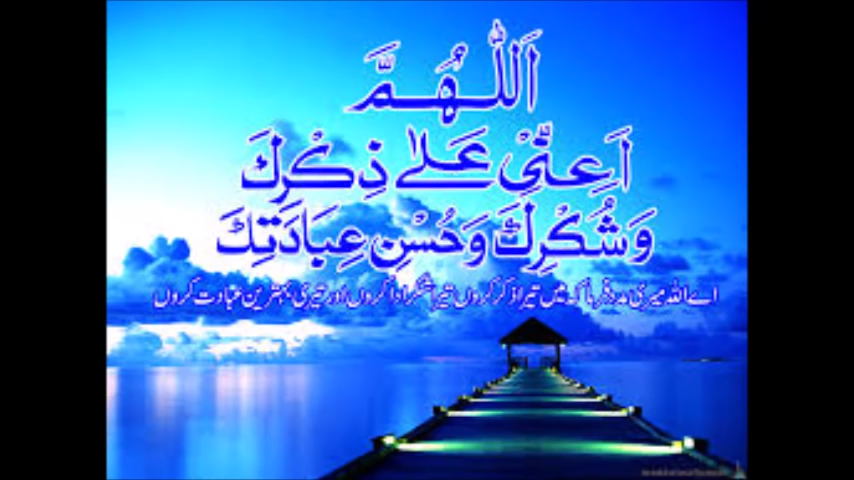 اَللّٰهُمَّ
اَعِنِّیْ عَلٰے ذِكْرِكَ
وَشُكْرِكَ وَحُسْنِ عِبَادَتِكَ
اے اللہ میری مدد فرما کہ میں تیرا ذکر کروں تیرا شکر ادا کروں اور تیری بہترین عبادت کروں